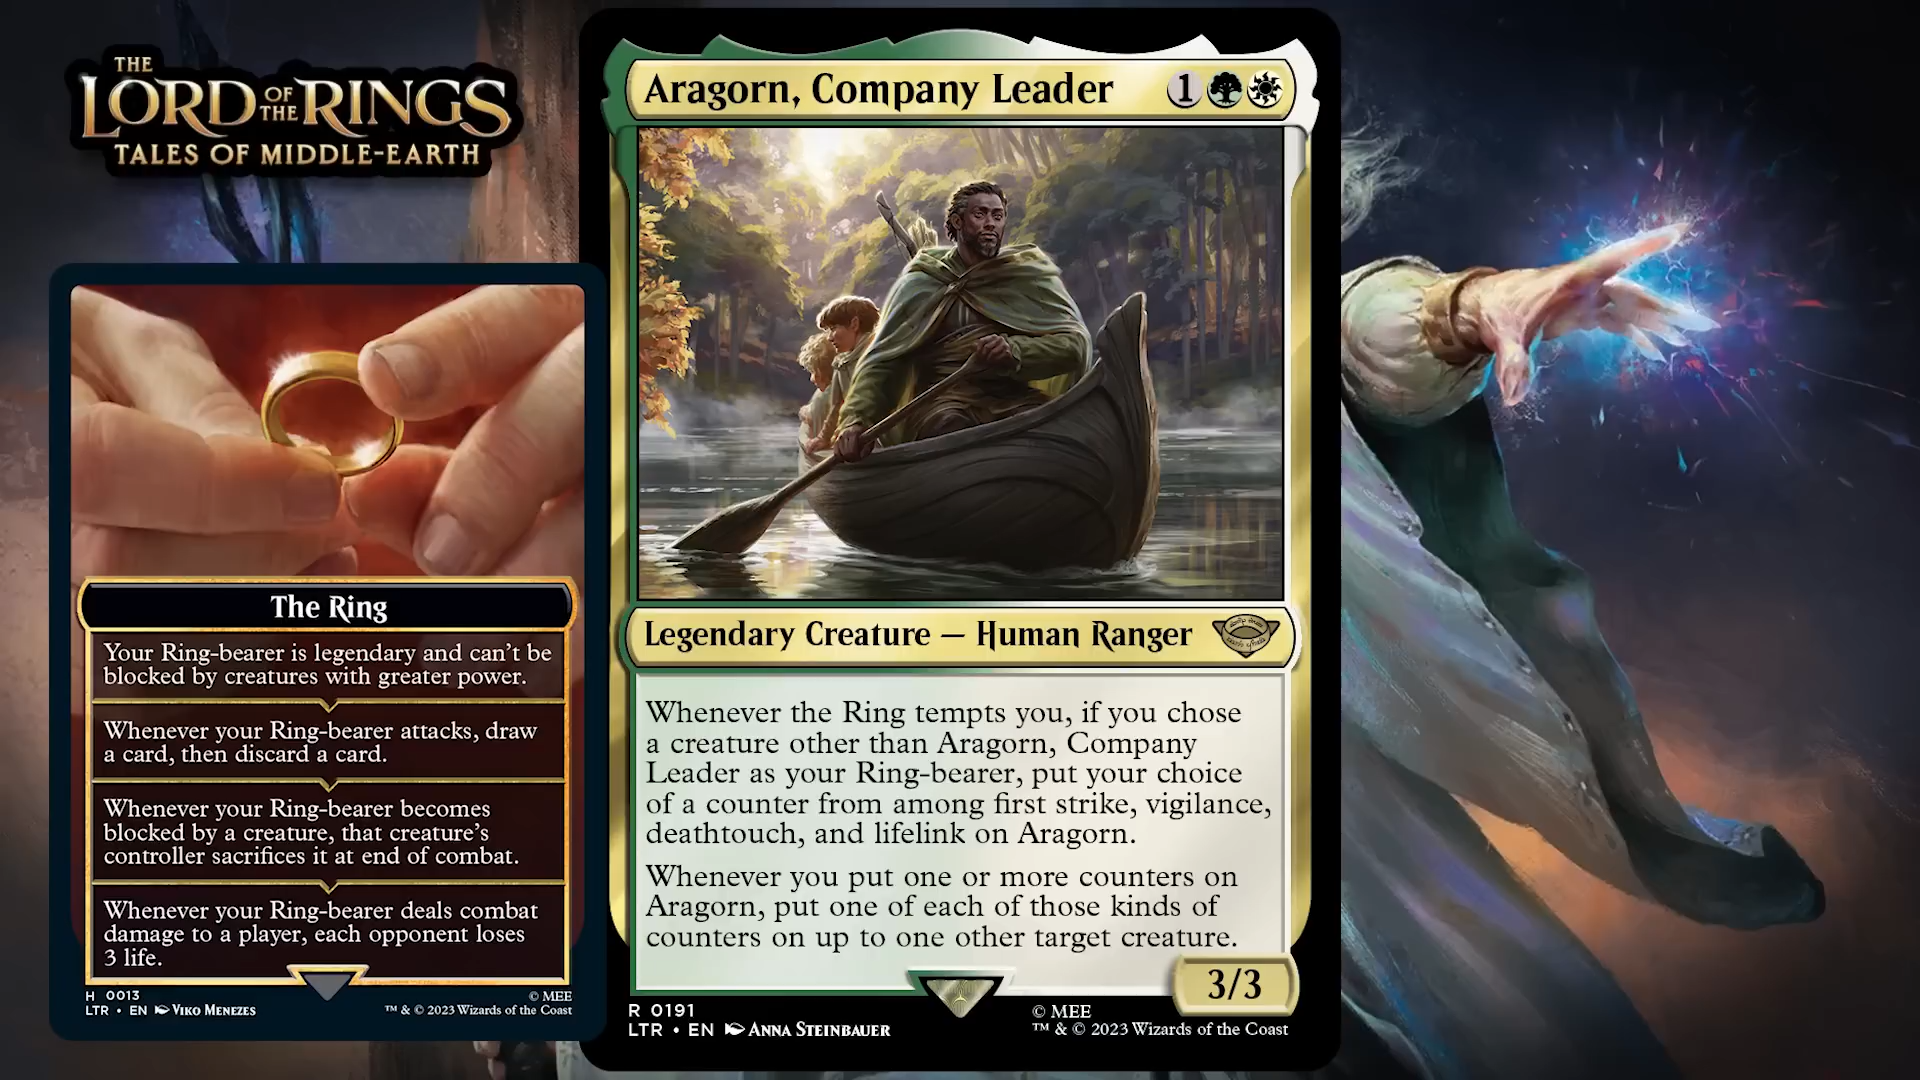 THE
LORD OF THE RINGS
TALES OF MIDDLE-EARTH
The Ring
Your Ring-bearer is legendary and can't be
blocked by creatures with greater power.
Whenever your Ring-bearer attacks, draw
a card, then discard a card.
Whenever your Ring-bearer becomes
blocked by a creature, that creature's
controller sacrifices it at end of combat.
Whenever your Ring-bearer deals combat
damage to a player, each opponent loses
3 life.
H 0013
LTR • EN Viko Menezes
© MEE
™ & © 2023 Wizards of the Coast
Aragorn, Company Leader 1
Legendary Creature — Human Ranger
Whenever the Ring tempts you, if you chose
a creature other than Aragorn, Company
Leader as your Ring-bearer, put your choice
of a counter from among first strike, vigilance,
deathtouch, and lifelink on Aragorn.
Whenever you put one or more counters on
Aragorn, put one of each of those kinds of
counters on up to one other target creature.
3/3
R 0191
LTR • EN Anna Steinbauer
© MEE
™ & © 2023 Wizards of the Coast